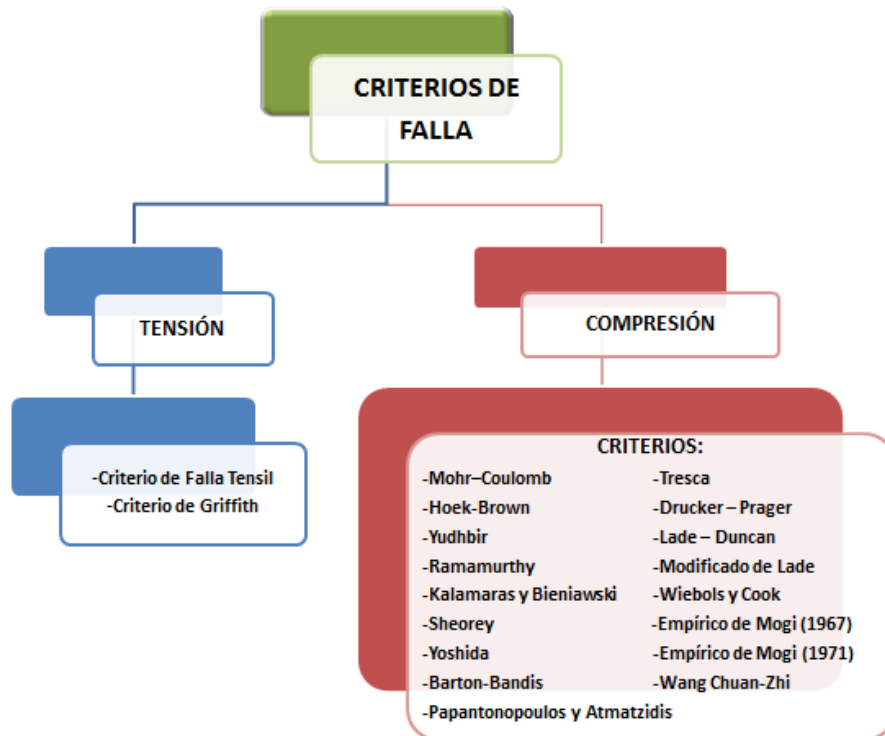 CRITERIOS DE
FALLA
TENSIÓN
COMPRESIÓN
-Criterio de Falla Tensil
-Criterio de Griffith
CRITERIOS:
-Mohr–Coulomb
-Hoek-Brown
-Yudhbir
-Ramamurthy
-Kalamaras y Bieniawski
-Sheorey
-Yoshida
-Barton-Bandis
-Papantonopoulos y Atmatzidis
-Tresca
-Drucker – Prager
-Lade – Duncan
-Modificado de Lade
-Wiebols y Cook
-Empírico de Mogi (1967)
-Empírico de Mogi (1971)
-Wang Chuan-Zhi